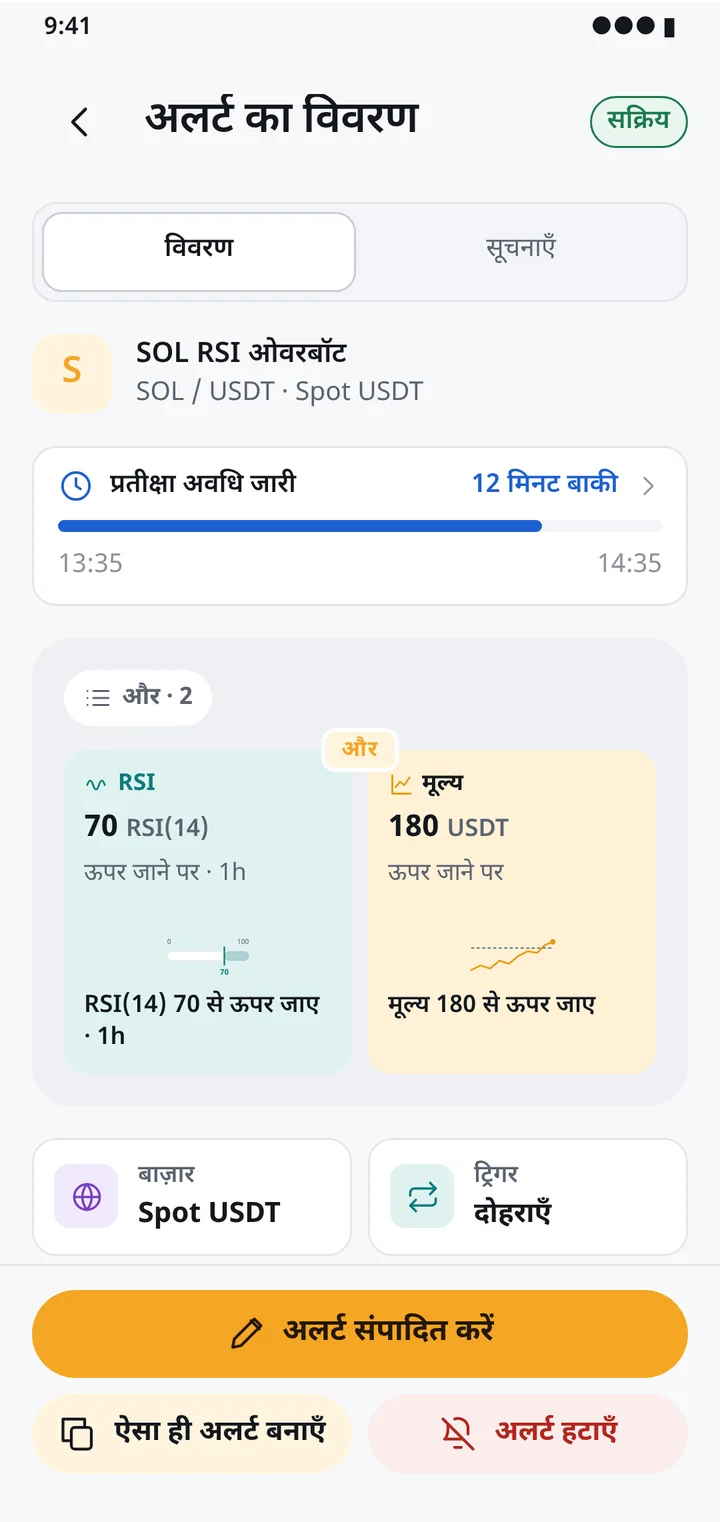 9:41
अलर्ट का विवरण
सक्रिय
विवरण
सूचनाएँ
S
SOL RSI ओवरबॉट
SOL / USDT · Spot USDT
प्रतीक्षा अवधि जारी
12 मिनट बाकी
13:35
14:35
और · 2
और
RSI
70 RSI(14)
ऊपर जाने पर · 1h
0
100
70
RSI(14) 70 से ऊपर जाए
· 1h
मूल्य
180 USDT
ऊपर जाने पर
मूल्य 180 से ऊपर जाए
बाज़ार
Spot USDT
ट्रिगर
दोहराएँ
अलर्ट संपादित करें
ऐसा ही अलर्ट बनाएँ
अलर्ट हटाएँ